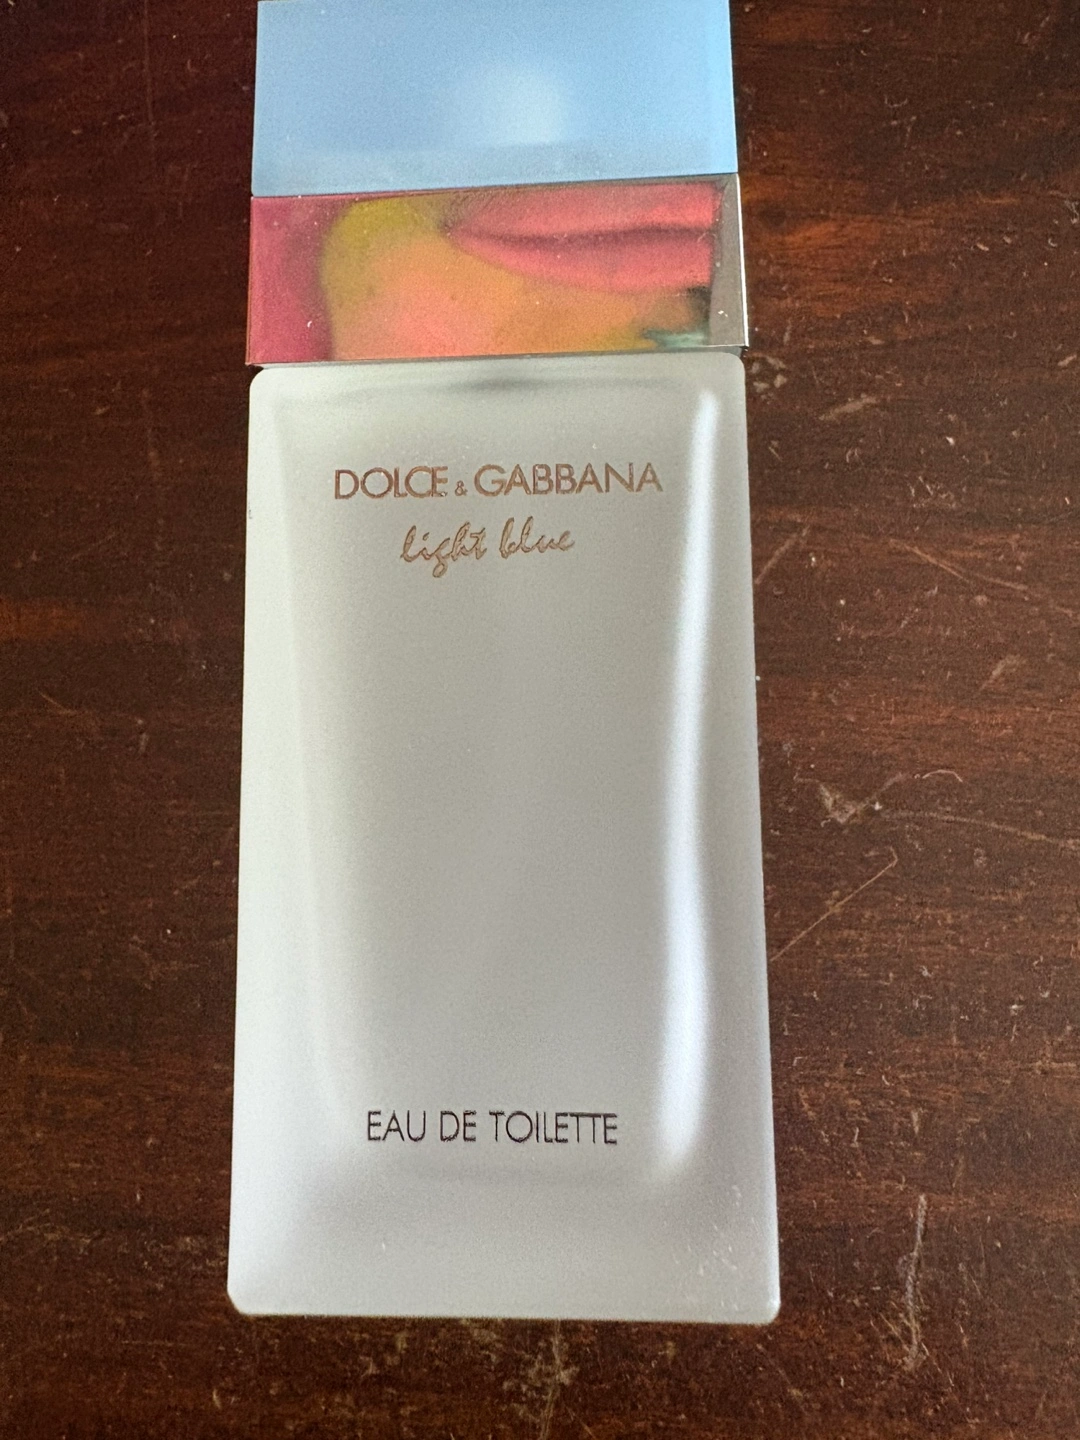 DOLCE & GABBANA
light blue
EAU DE TOILETTE